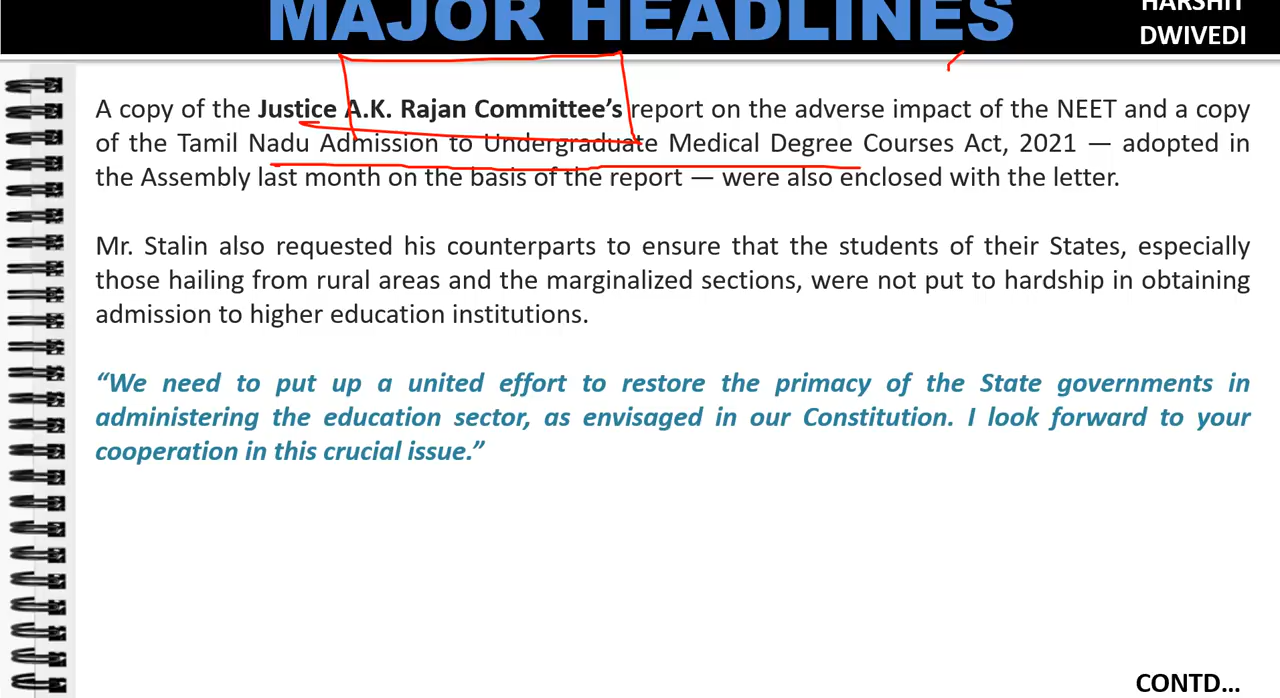 MAJOR HEADLINES
HARSHIT
DWIVEDI
A copy of the Justice A.K. Rajan Committee’s report on the adverse impact of the NEET and a copy
of the Tamil Nadu Admission to Undergraduate Medical Degree Courses Act, 2021 — adopted in
the Assembly last month on the basis of the report — were also enclosed with the letter.
Mr. Stalin also requested his counterparts to ensure that the students of their States, especially
those hailing from rural areas and the marginalized sections, were not put to hardship in obtaining
admission to higher education institutions.
“We need to put up a united effort to restore the primacy of the State governments in
administering the education sector, as envisaged in our Constitution. I look forward to your
cooperation in this crucial issue.”
CONTD...